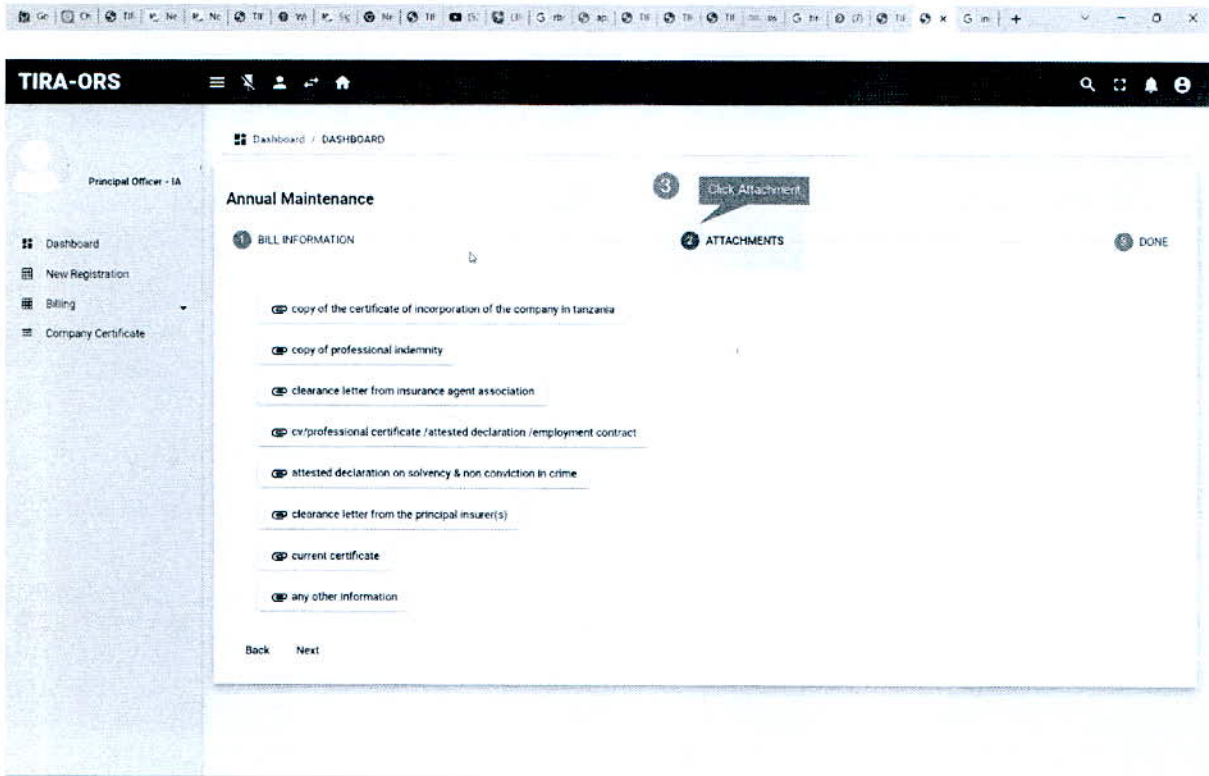 TIRA-ORS
Dashboard / DASHBOARD
Principal Officer - IA
Annual Maintenance
3 Click Attachment
1 BILL INFORMATION
2 ATTACHMENTS
3 DONE
Dashboard
New Registration
Billing
Company Certificate
copy of the certificate of incorporation of the company in tanzania
copy of professional indemnity
clearance letter from insurance agent association
cv/professional certificate /attested declaration /employment contract
attested declaration on solvency & non conviction in crime
clearance letter from the principal insurer(s)
current certificate
any other information
Back Next